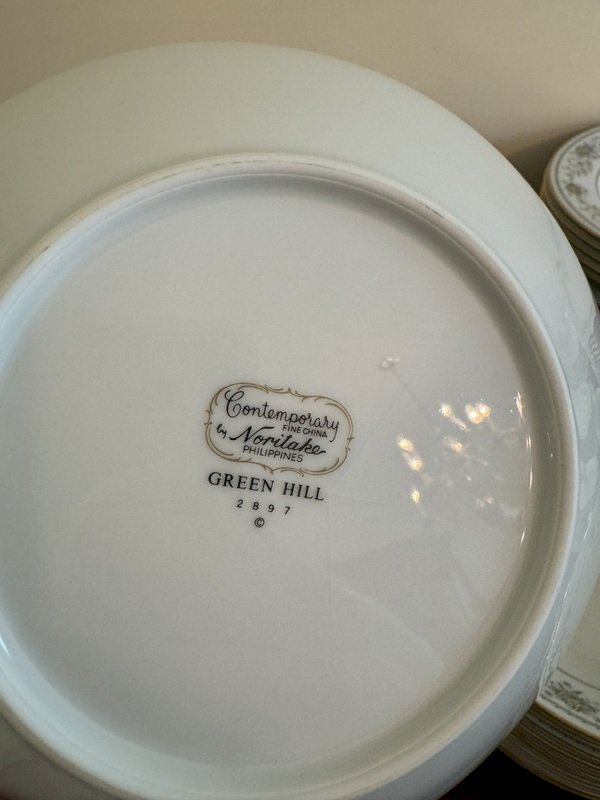 Contemporary
FINE CHINA
by Noritake
PHILIPPINES
GREEN HILL
2897
©